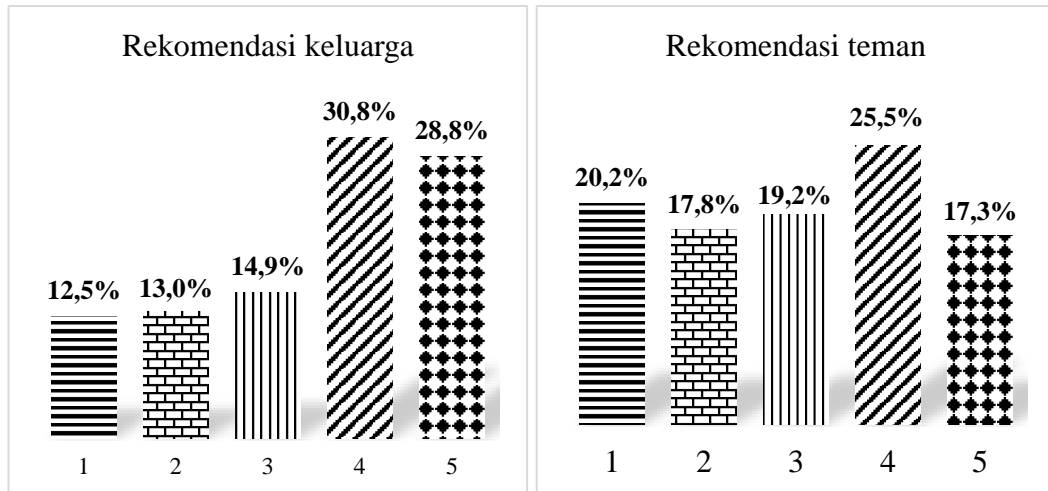 Rekomendasi keluarga
30,8%
28,8%
14,9%
12,5% 13,0%
1 2 3 4 5
Rekomendasi teman
25,5%
20,2%
19,2%
17,8%
17,3%
1 2 3 4 5